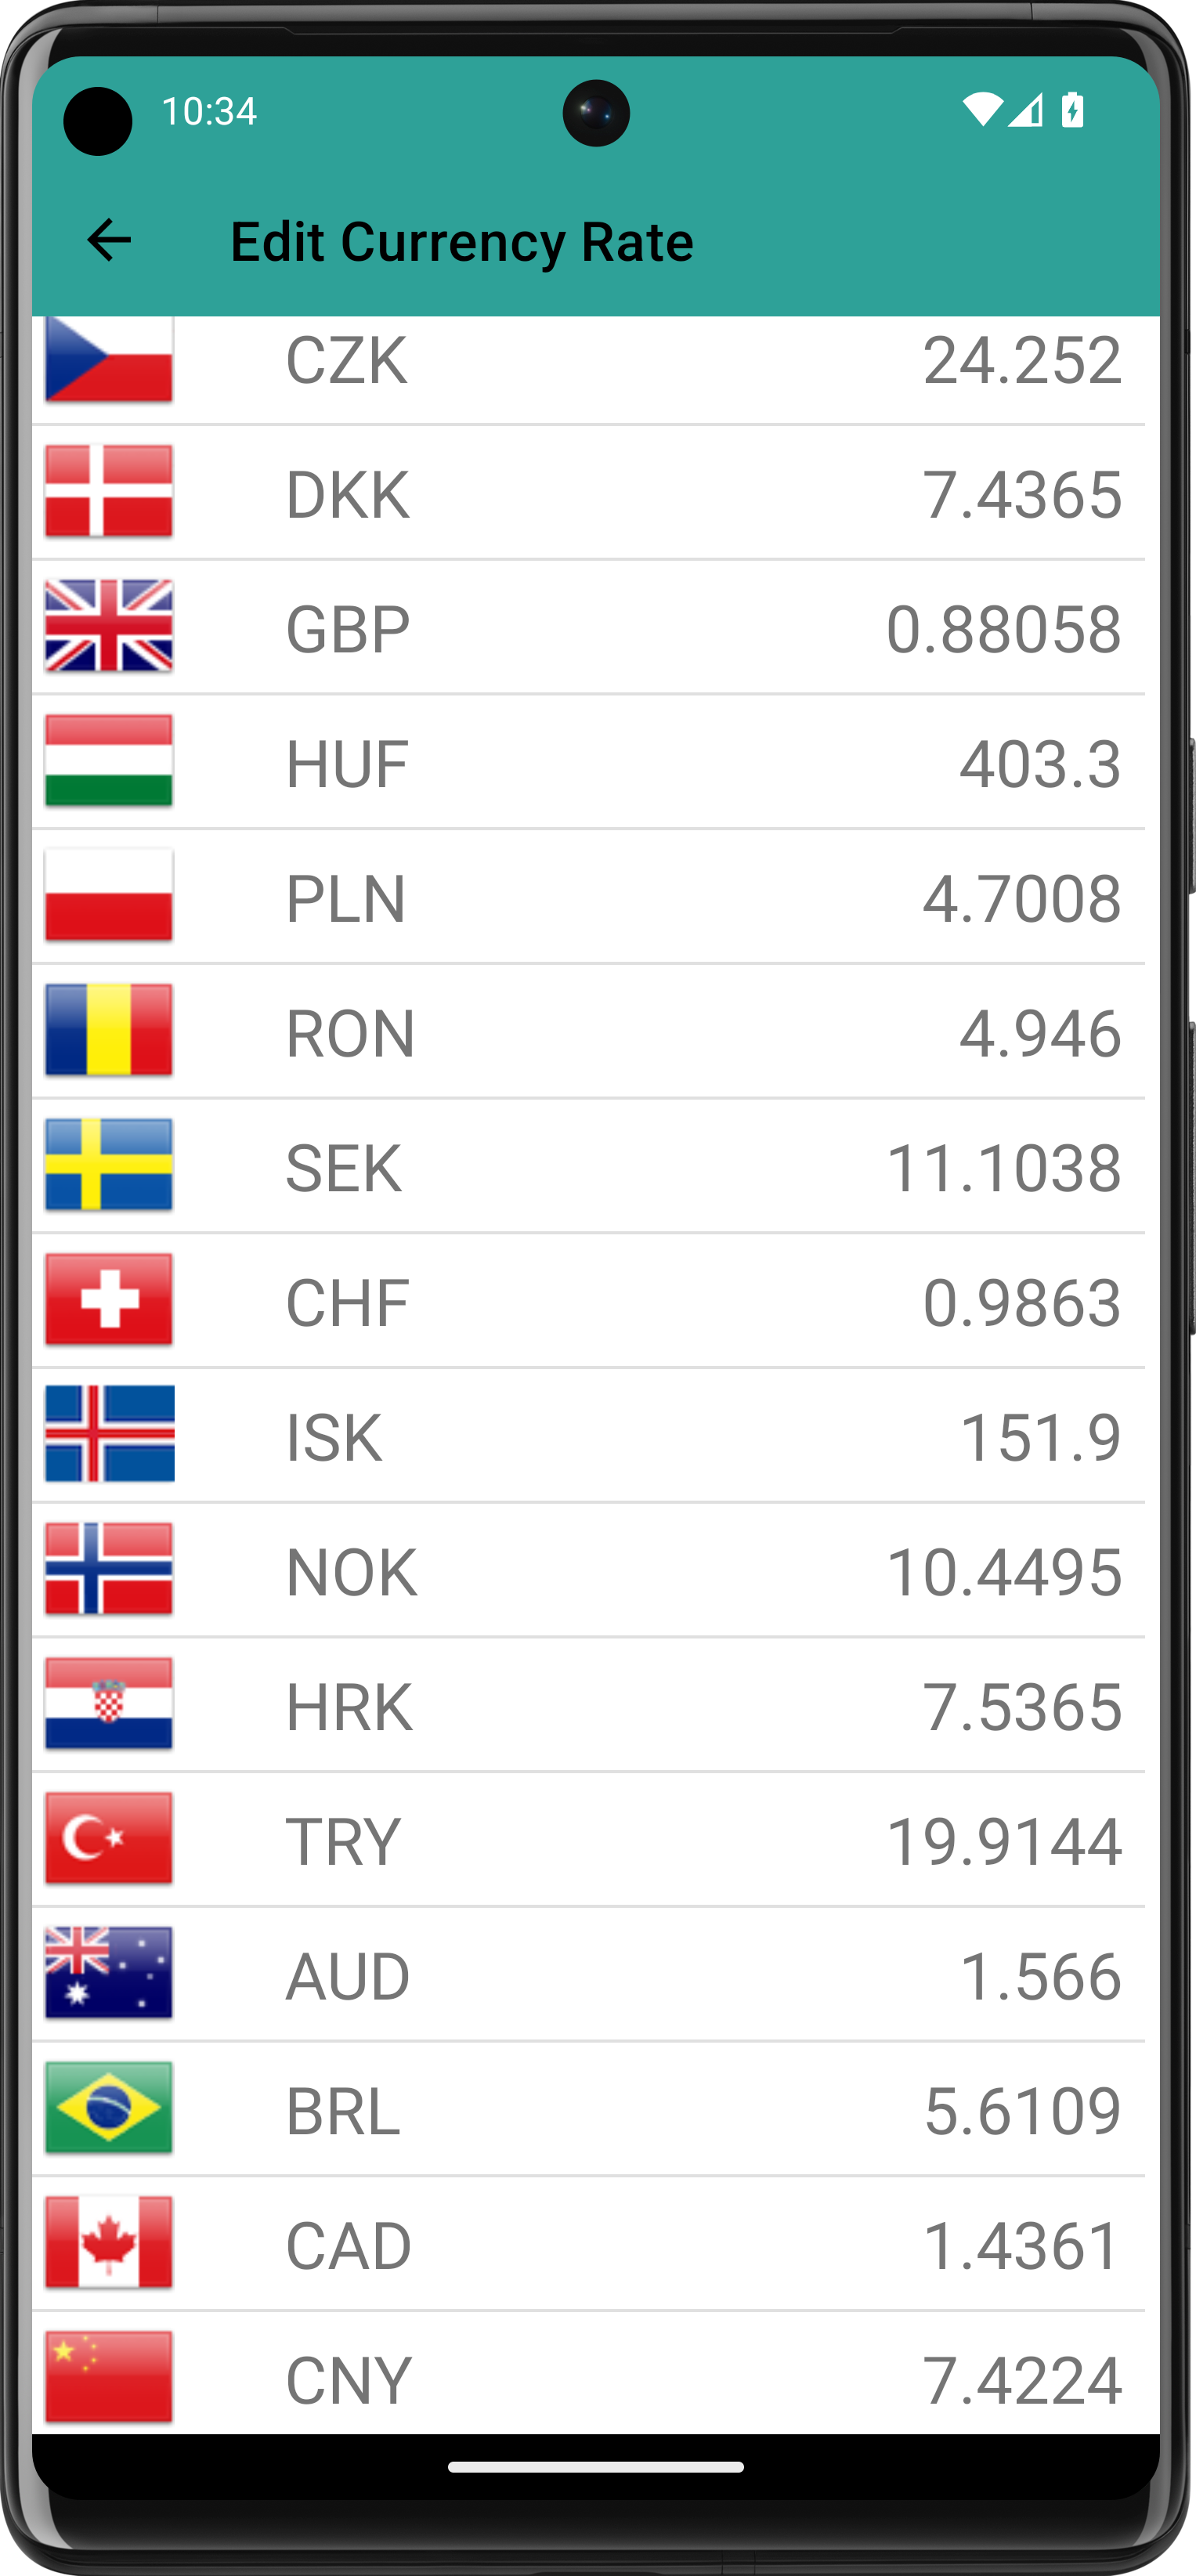 10:34
Edit Currency Rate
CZK 24.252
DKK 7.4365
GBP 0.88058
HUF 403.3
PLN 4.7008
RON 4.946
SEK 11.1038
CHF 0.9863
ISK 151.9
NOK 10.4495
HRK 7.5365
TRY 19.9144
AUD 1.566
BRL 5.6109
CAD 1.4361
CNY 7.4224